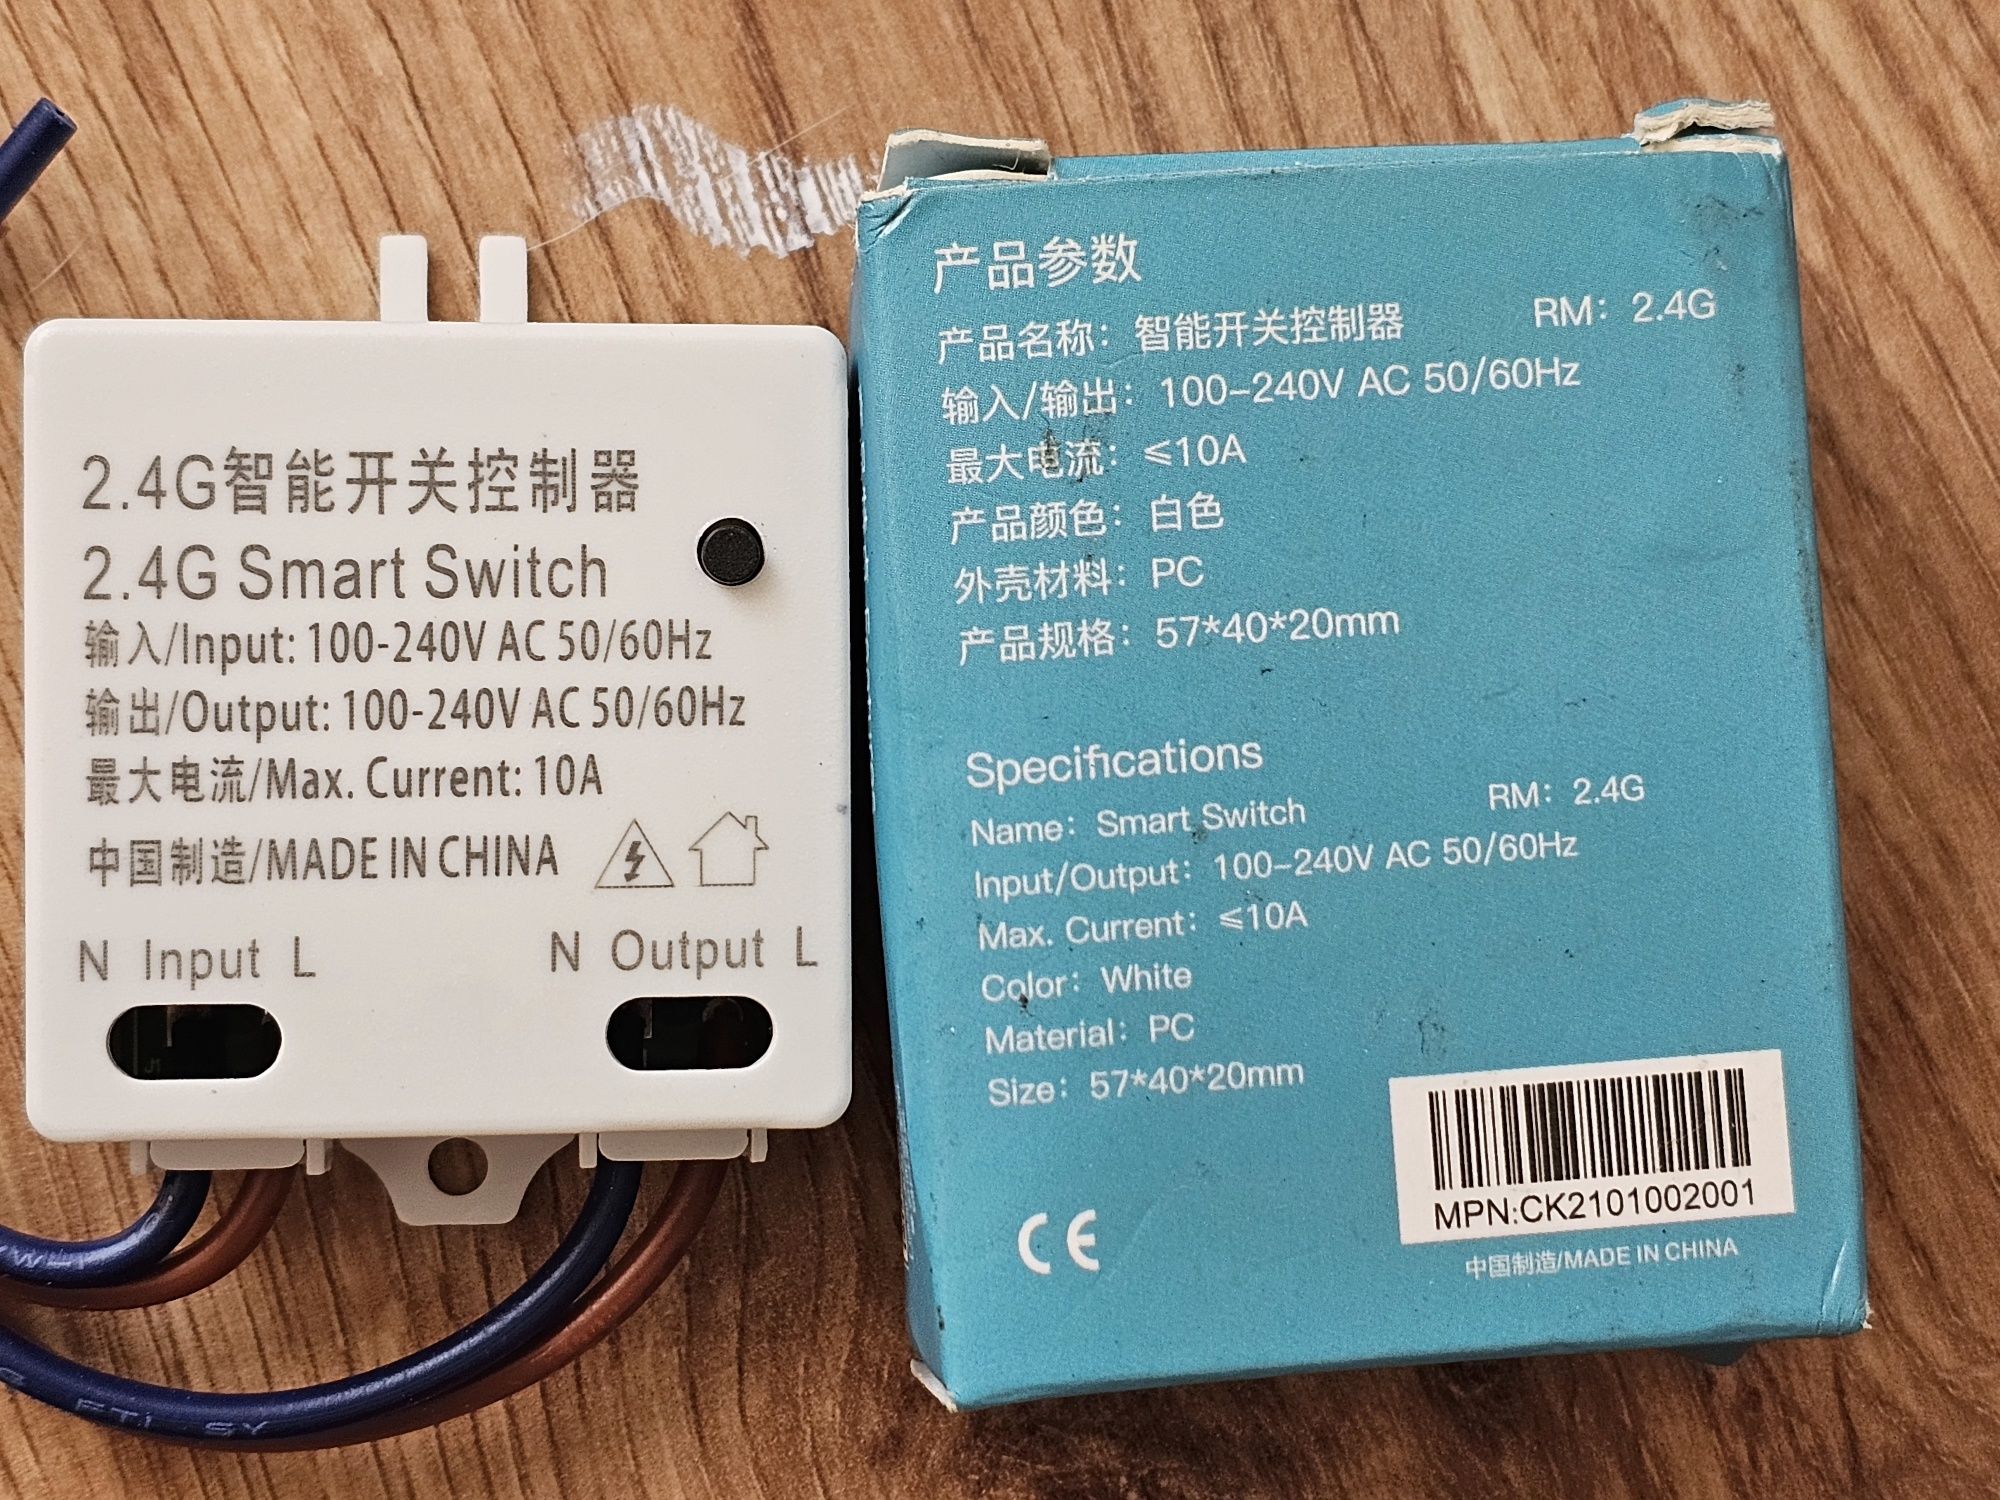 2.4G智能开关控制器
2.4G Smart Switch
输入/Input: 100-240V AC 50/60Hz
输出/Output: 100-240V AC 50/60Hz
最大电流/Max. Current: 10A
中国制造/MADE IN CHINA
N Input L
N Output L
J1
产品参数
产品名称：智能开关控制器 RM：2.4G
输入/输出：100-240V AC 50/60Hz
最大电流：≤10A
产品颜色：白色
外壳材料：PC
产品规格：57*40*20mm
Specifications
Name：Smart Switch RM：2.4G
Input/Output：100-240V AC 50/60Hz
Max. Current：≤10A
Color：White
Material：PC
Size：57*40*20mm
MPN:CK2101002001
CE
中国制造/MADE IN CHINA